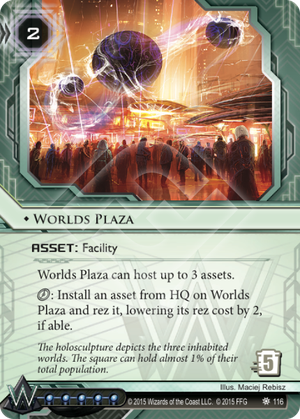 2
• Worlds Plaza
ASSET: Facility
Worlds Plaza can host up to 3 assets.
: Install an asset from HQ on Worlds
Plaza and rez it, lowering its rez cost by 2,
if able.
The holosculpture depicts the three inhabited
worlds. The square can hold almost 1% of their
total population.
5
Illus. Maciej Rebisz
© 2015 Wizards of the Coast LLC. © 2015 FFG 116